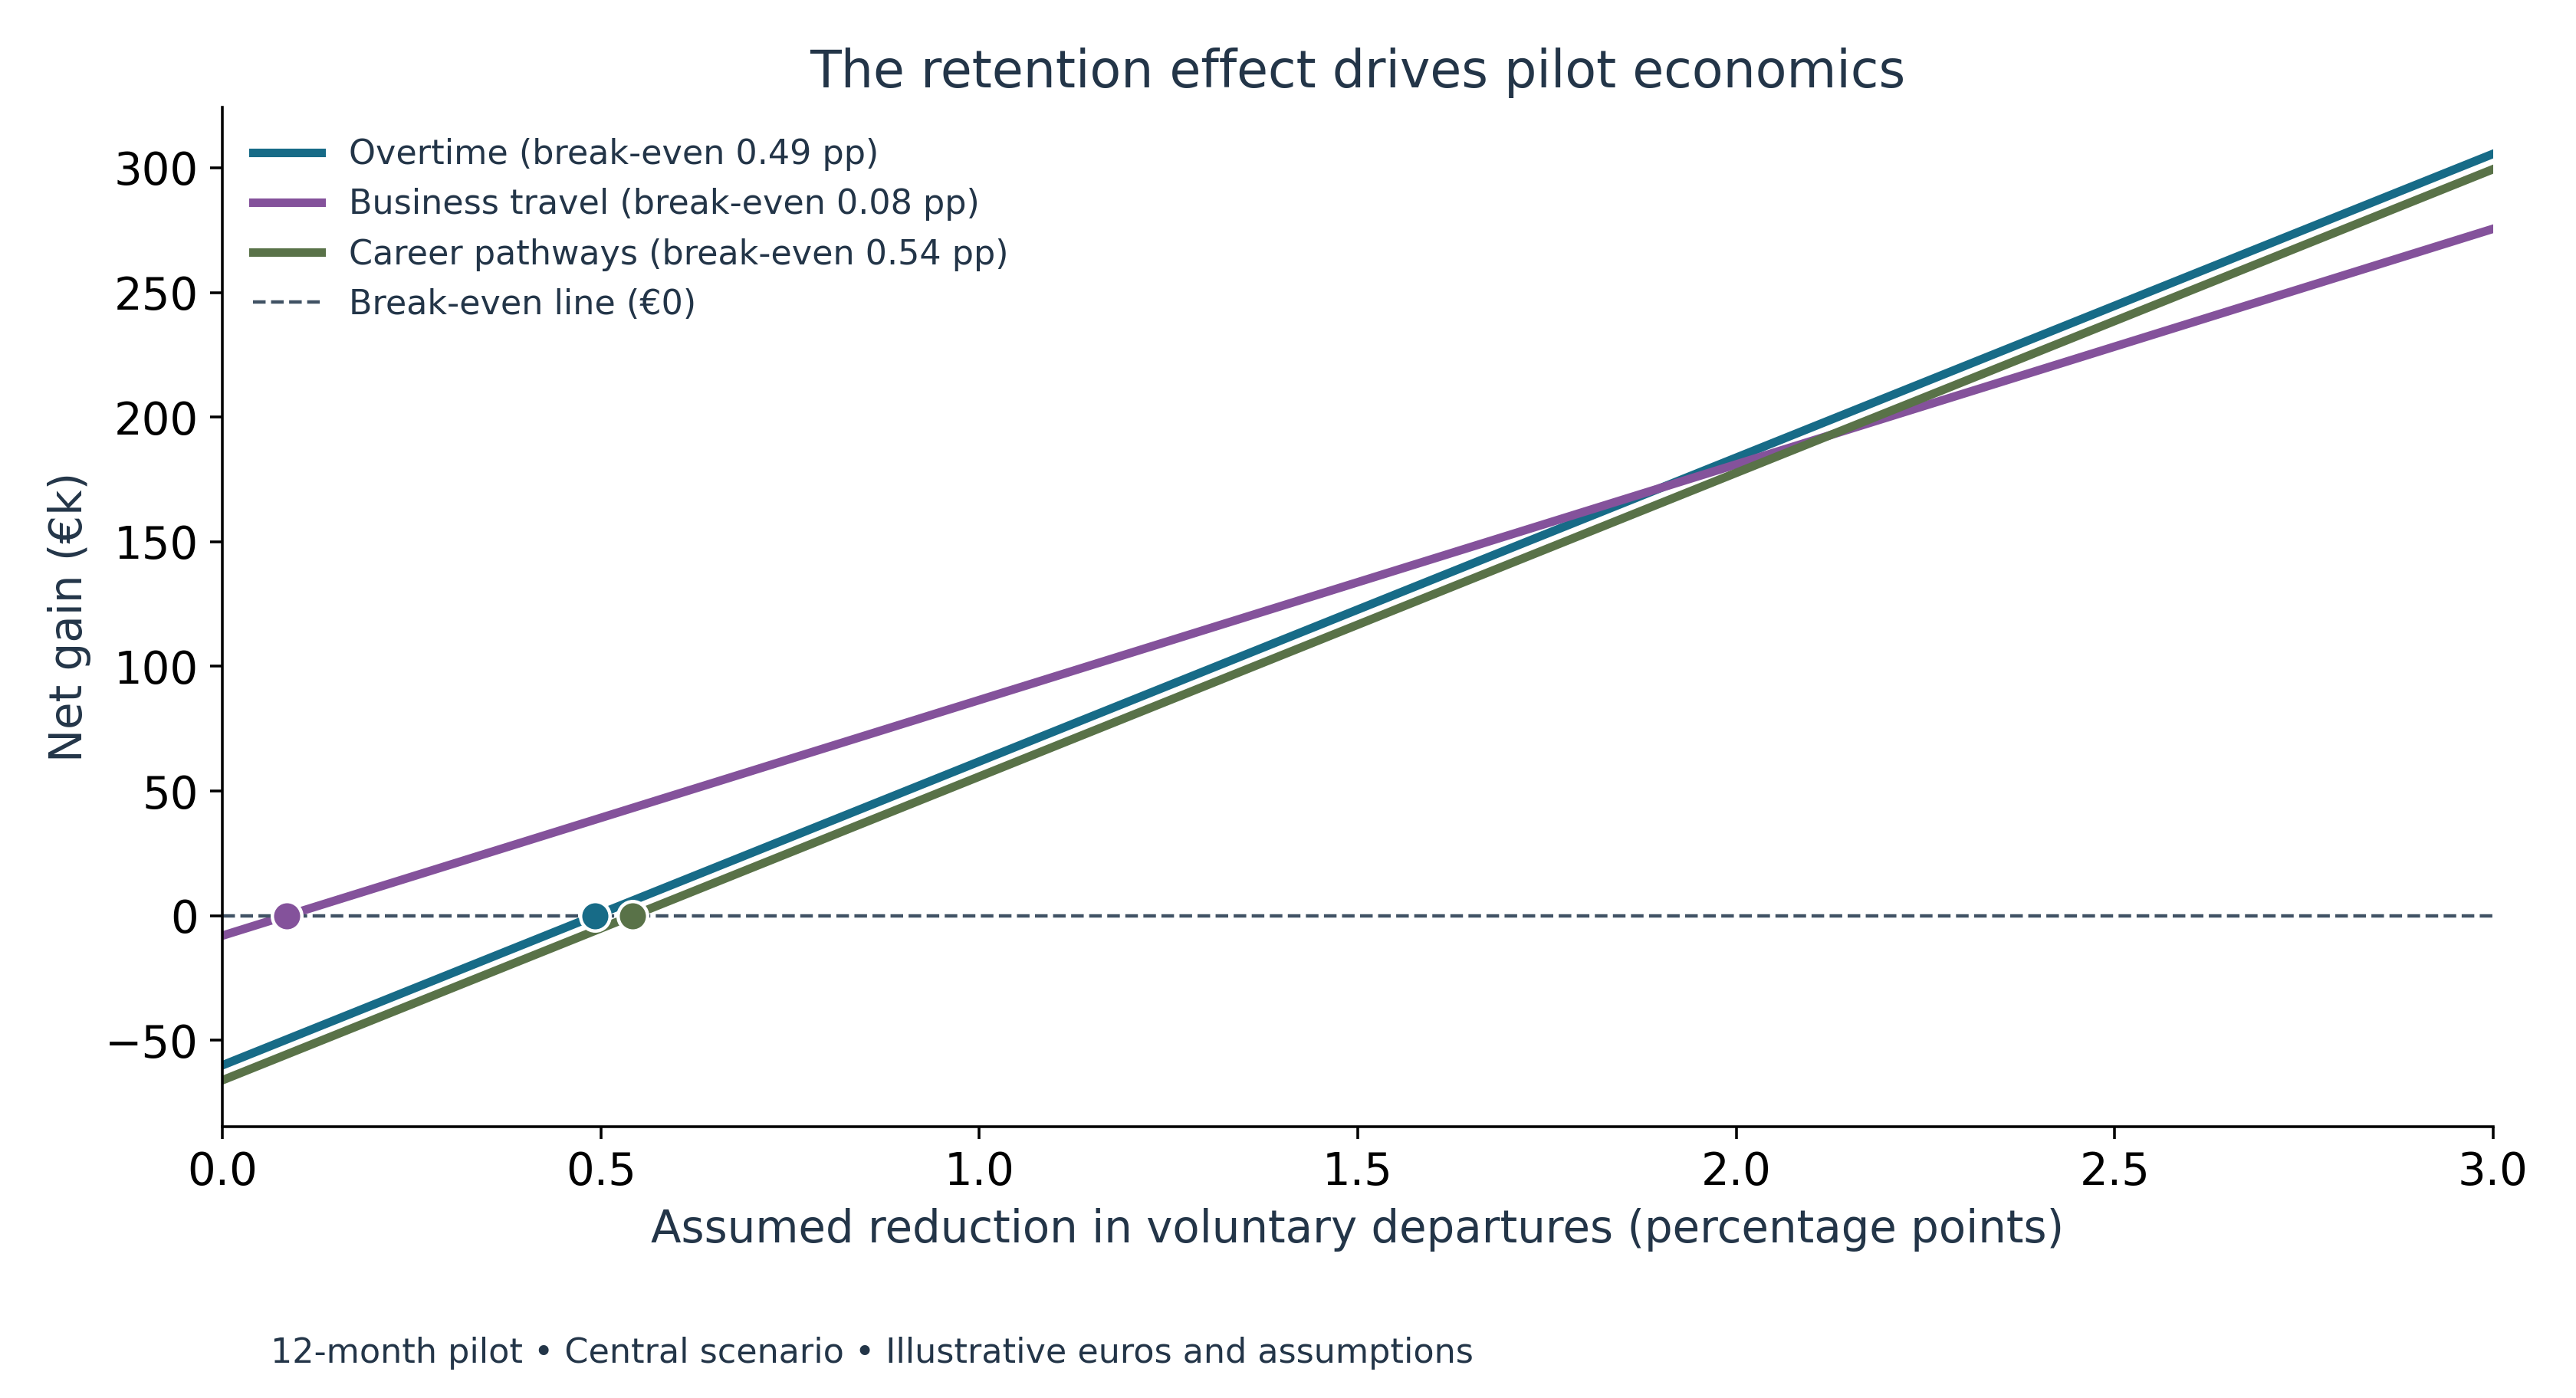 The retention effect drives pilot economics
Overtime (break-even 0.49 pp)
Business travel (break-even 0.08 pp)
Career pathways (break-even 0.54 pp)
Break-even line (€0)
Net gain (€k)
300
250
200
150
100
50
0
−50
0.0 0.5 1.0 1.5 2.0 2.5 3.0
Assumed reduction in voluntary departures (percentage points)
12-month pilot • Central scenario • Illustrative euros and assumptions